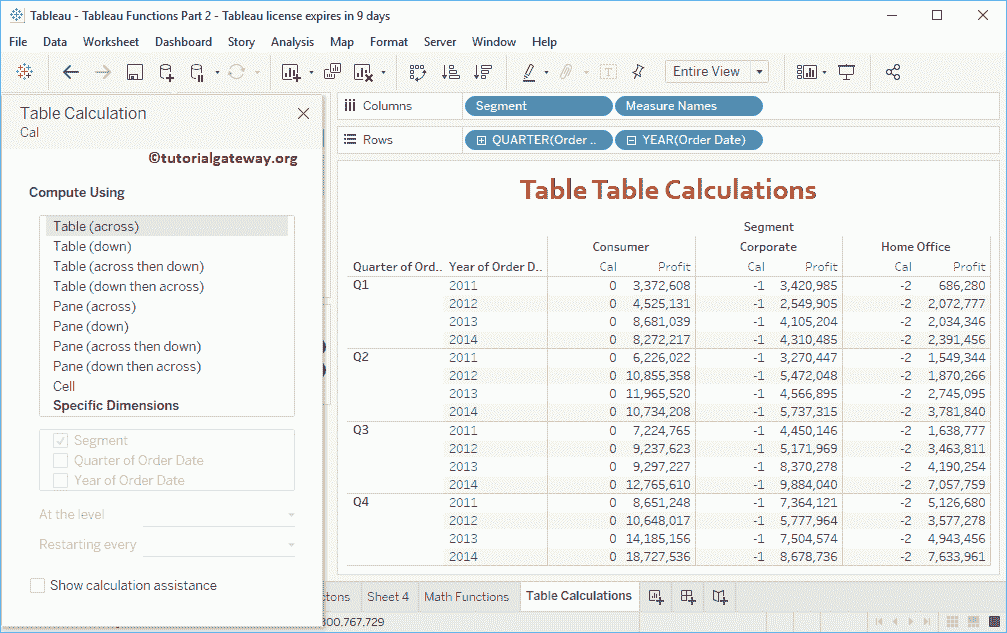 Tableau - Tableau Functions Part 2 - Tableau license expires in 9 days
File Data Worksheet Dashboard Story Analysis Map Format Server Window Help
Entire View
Table Calculation
Cal
©tutorialgateway.org
Compute Using
Table (across)
Table (down)
Table (across then down)
Table (down then across)
Pane (across)
Pane (down)
Pane (across then down)
Pane (down then across)
Cell
Specific Dimensions
Segment
Quarter of Order Date
Year of Order Date
At the level
Restarting every
Show calculation assistance
Columns Segment Measure Names
Rows QUARTER(Order .. YEAR(Order Date)
Table Table Calculations
Segment
Consumer Corporate Home Office
Quarter of Ord.. Year of Order D.. Cal Profit Cal Profit Cal Profit
Q1 2011 0 3,372,608 -1 3,420,985 -2 686,280
2012 0 4,525,131 -1 2,549,905 -2 2,072,777
2013 0 8,681,039 -1 4,105,204 -2 2,034,346
2014 0 8,272,217 -1 4,310,485 -2 2,391,456
Q2 2011 0 6,226,022 -1 3,270,447 -2 1,549,344
2012 0 10,855,358 -1 5,472,048 -2 1,870,266
2013 0 11,965,520 -1 4,566,895 -2 2,745,095
2014 0 10,734,208 -1 5,737,315 -2 3,781,840
Q3 2011 0 7,224,765 -1 4,450,146 -2 1,638,777
2012 0 9,237,623 -1 5,171,969 -2 3,463,811
2013 0 9,297,227 -1 8,370,278 -2 4,190,254
2014 0 12,765,610 -1 9,884,040 -2 7,057,759
Q4 2011 0 8,651,248 -1 7,364,121 -2 5,126,680
2012 0 10,648,017 -1 5,777,964 -2 3,577,278
2013 0 14,185,156 -1 7,504,574 -2 4,943,456
2014 0 18,727,536 -1 8,678,736 -2 7,633,961
Sheet 4 Math Functions Table Calculations